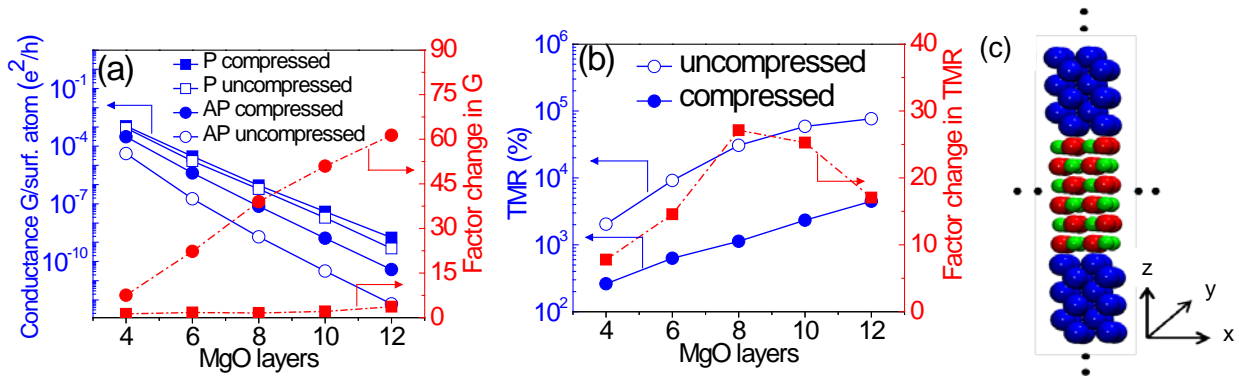 (a)
P compressed
P uncompressed
AP compressed
AP uncompressed
Conductance G/surf. atom (e²/h)
10⁻¹
10⁻⁴
10⁻⁷
10⁻¹⁰
4 6 8 10 12
MgO layers
90
75
60
45
30
15
0
Factor change in G
(b)
uncompressed
compressed
TMR (%)
10⁶
10⁵
10⁴
10³
10²
4 6 8 10 12
MgO layers
40
30
20
10
0
Factor change in TMR
(c)
z
y
x